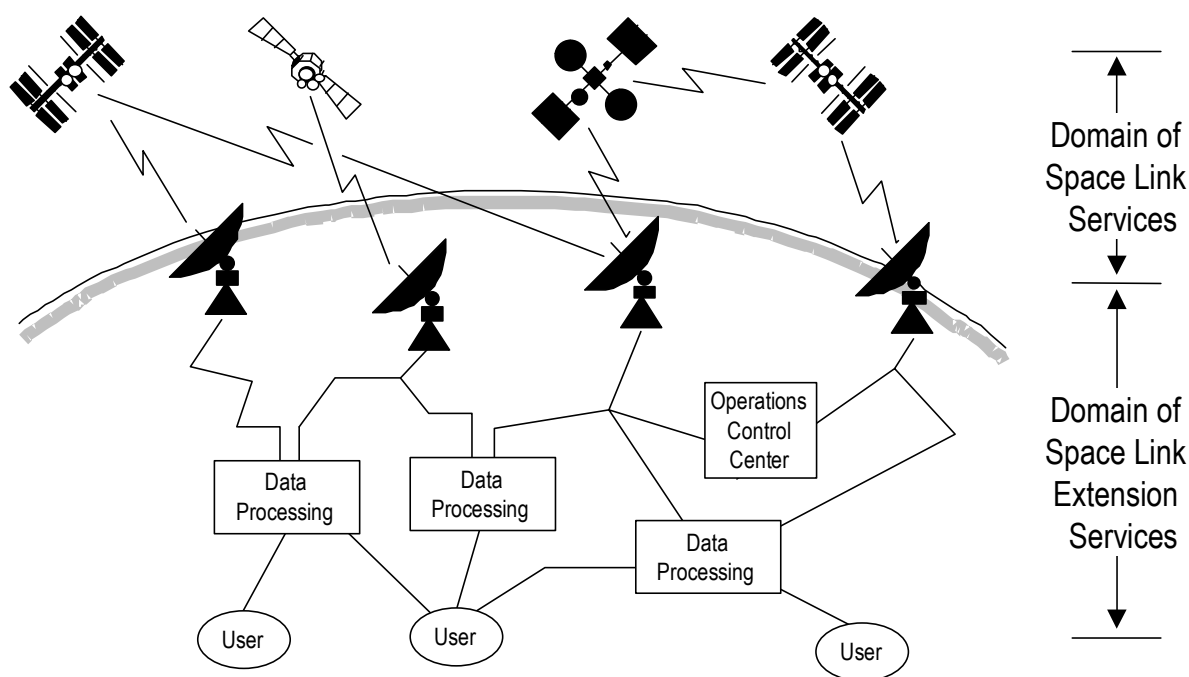 Domain of
Space Link
Services
Operations
Control
Center
Domain of
Space Link
Extension
Services
Data
Processing
Data
Processing
Data
Processing
User
User
User